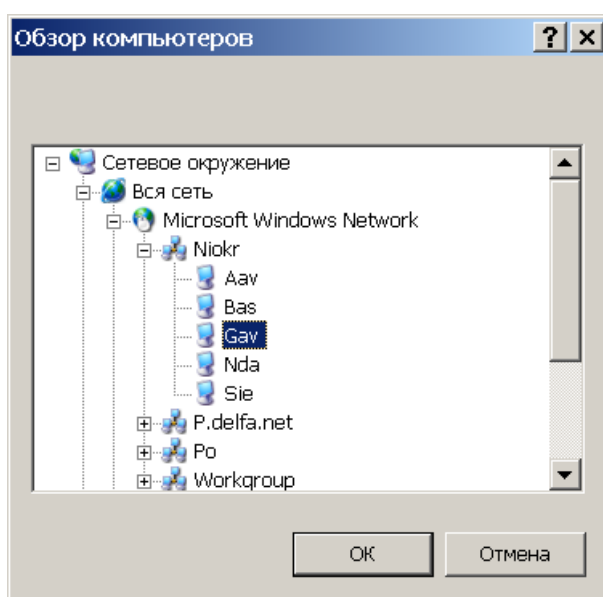 Обзор компьютеров
Сетевое окружение
Вся сеть
Microsoft Windows Network
Niokr
Aav
Bas
Gav
Nda
Sie
P.delfa.net
Po
Workgroup
ОК Отмена